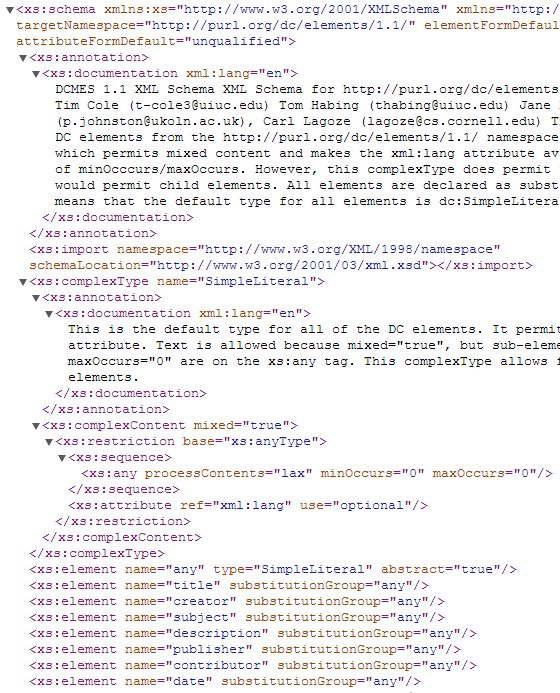 <xs:schema xmlns:xs="http://www.w3.org/2001/XMLSchema" xmlns="http://
targetNamespace="http://purl.org/dc/elements/1.1/" elementFormDefaul
attributeFormDefault="unqualified">
<xs:annotation>
<xs:documentation xml:lang="en">
DCMES 1.1 XML Schema XML Schema for http://purl.org/dc/elements
Tim Cole (t-cole3@uiuc.edu) Tom Habing (thabing@uiuc.edu) Jane
(p.johnston@ukoln.ac.uk), Carl Lagoze (lagoze@cs.cornell.edu) T
DC elements from the http://purl.org/dc/elements/1.1/ namespace
which permits mixed content and makes the xml:lang attribute av
of minOcccurs/maxOccurs. However, this complexType does permit
would permit child elements. All elements are declared as subst
means that the default type for all elements is dc:SimpleLitera
</xs:documentation>
</xs:annotation>
<xs:import namespace="http://www.w3.org/XML/1998/namespace"
schemaLocation="http://www.w3.org/2001/03/xml.xsd"></xs:import>
<xs:complexType name="SimpleLiteral">
<xs:annotation>
<xs:documentation xml:lang="en">
This is the default type for all of the DC elements. It permit
attribute. Text is allowed because mixed="true", but sub-eleme
maxOccurs="0" are on the xs:any tag. This complexType allows f
elements.
</xs:documentation>
</xs:annotation>
<xs:complexContent mixed="true">
<xs:restriction base="xs:anyType">
<xs:sequence>
<xs:any processContents="lax" minOccurs="0" maxOccurs="0"/>
</xs:sequence>
<xs:attribute ref="xml:lang" use="optional"/>
</xs:restriction>
</xs:complexContent>
</xs:complexType>
<xs:element name="any" type="SimpleLiteral" abstract="true"/>
<xs:element name="title" substitutionGroup="any"/>
<xs:element name="creator" substitutionGroup="any"/>
<xs:element name="subject" substitutionGroup="any"/>
<xs:element name="description" substitutionGroup="any"/>
<xs:element name="publisher" substitutionGroup="any"/>
<xs:element name="contributor" substitutionGroup="any"/>
<xs:element name="date" substitutionGroup="any"/>